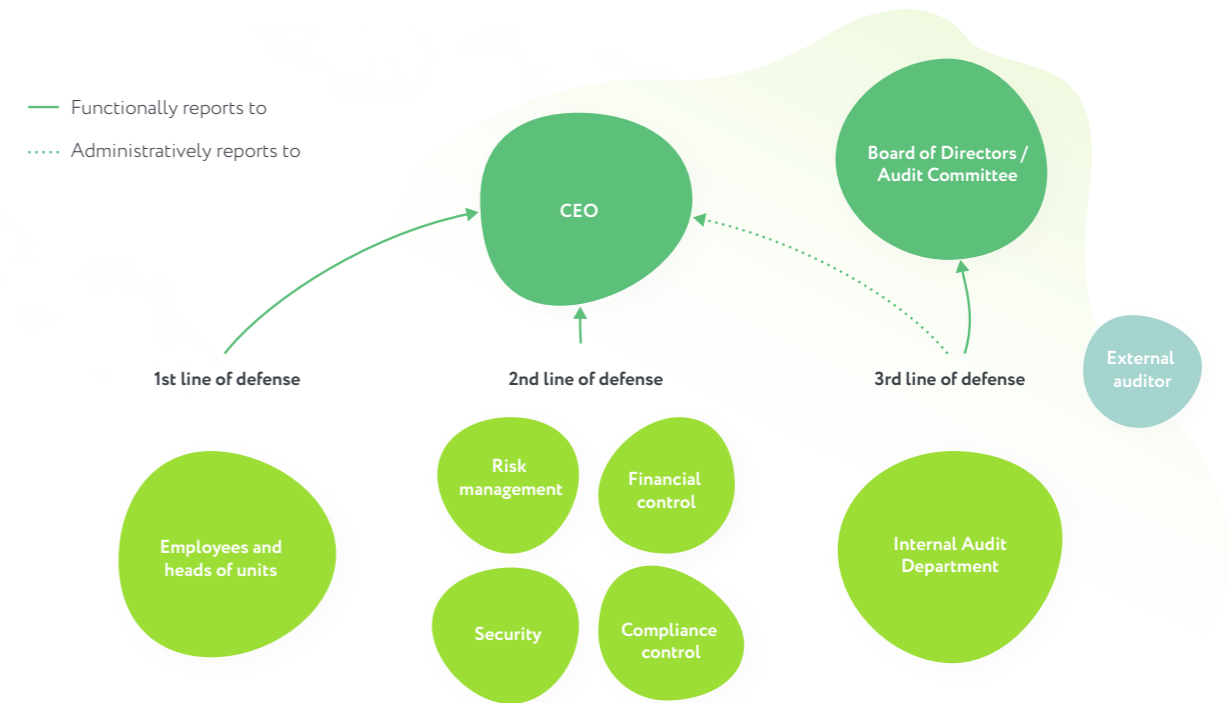 Functionally reports to
Administratively reports to
CEO
Board of Directors /
Audit Committee
1st line of defense
2nd line of defense
3rd line of defense
External
auditor
Employees and
heads of units
Risk
management
Financial
control
Security
Compliance
control
Internal Audit
Department